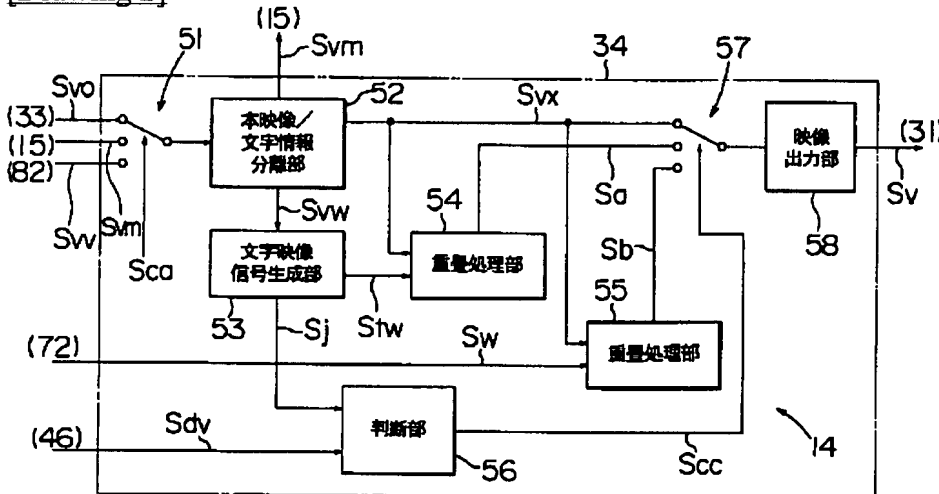 (15)
51
Svm
34
57
Svo
52
Svx
(33)
(15)
(82)
本映像/
文字情報
分離部
映像
出力部
(31)
Sa
Sv
Svv
Svm
Svw
54
58
Sca
文字映像
信号生成部
重畳処理部
Sb
53
Stw
55
Sj
(72)
Sw
重畳処理部
Sdv
(46)
判断部
14
Scc
56